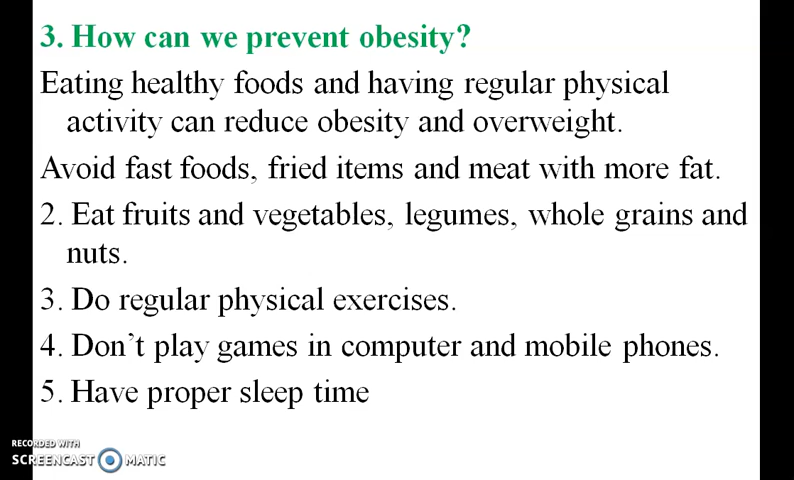 3. How can we prevent obesity?
Eating healthy foods and having regular physical
activity can reduce obesity and overweight.
Avoid fast foods, fried items and meat with more fat.
2. Eat fruits and vegetables, legumes, whole grains and
nuts.
3. Do regular physical exercises.
4. Don't play games in computer and mobile phones.
5. Have proper sleep time
RECORDED WITH
SCREENCAST MATIC